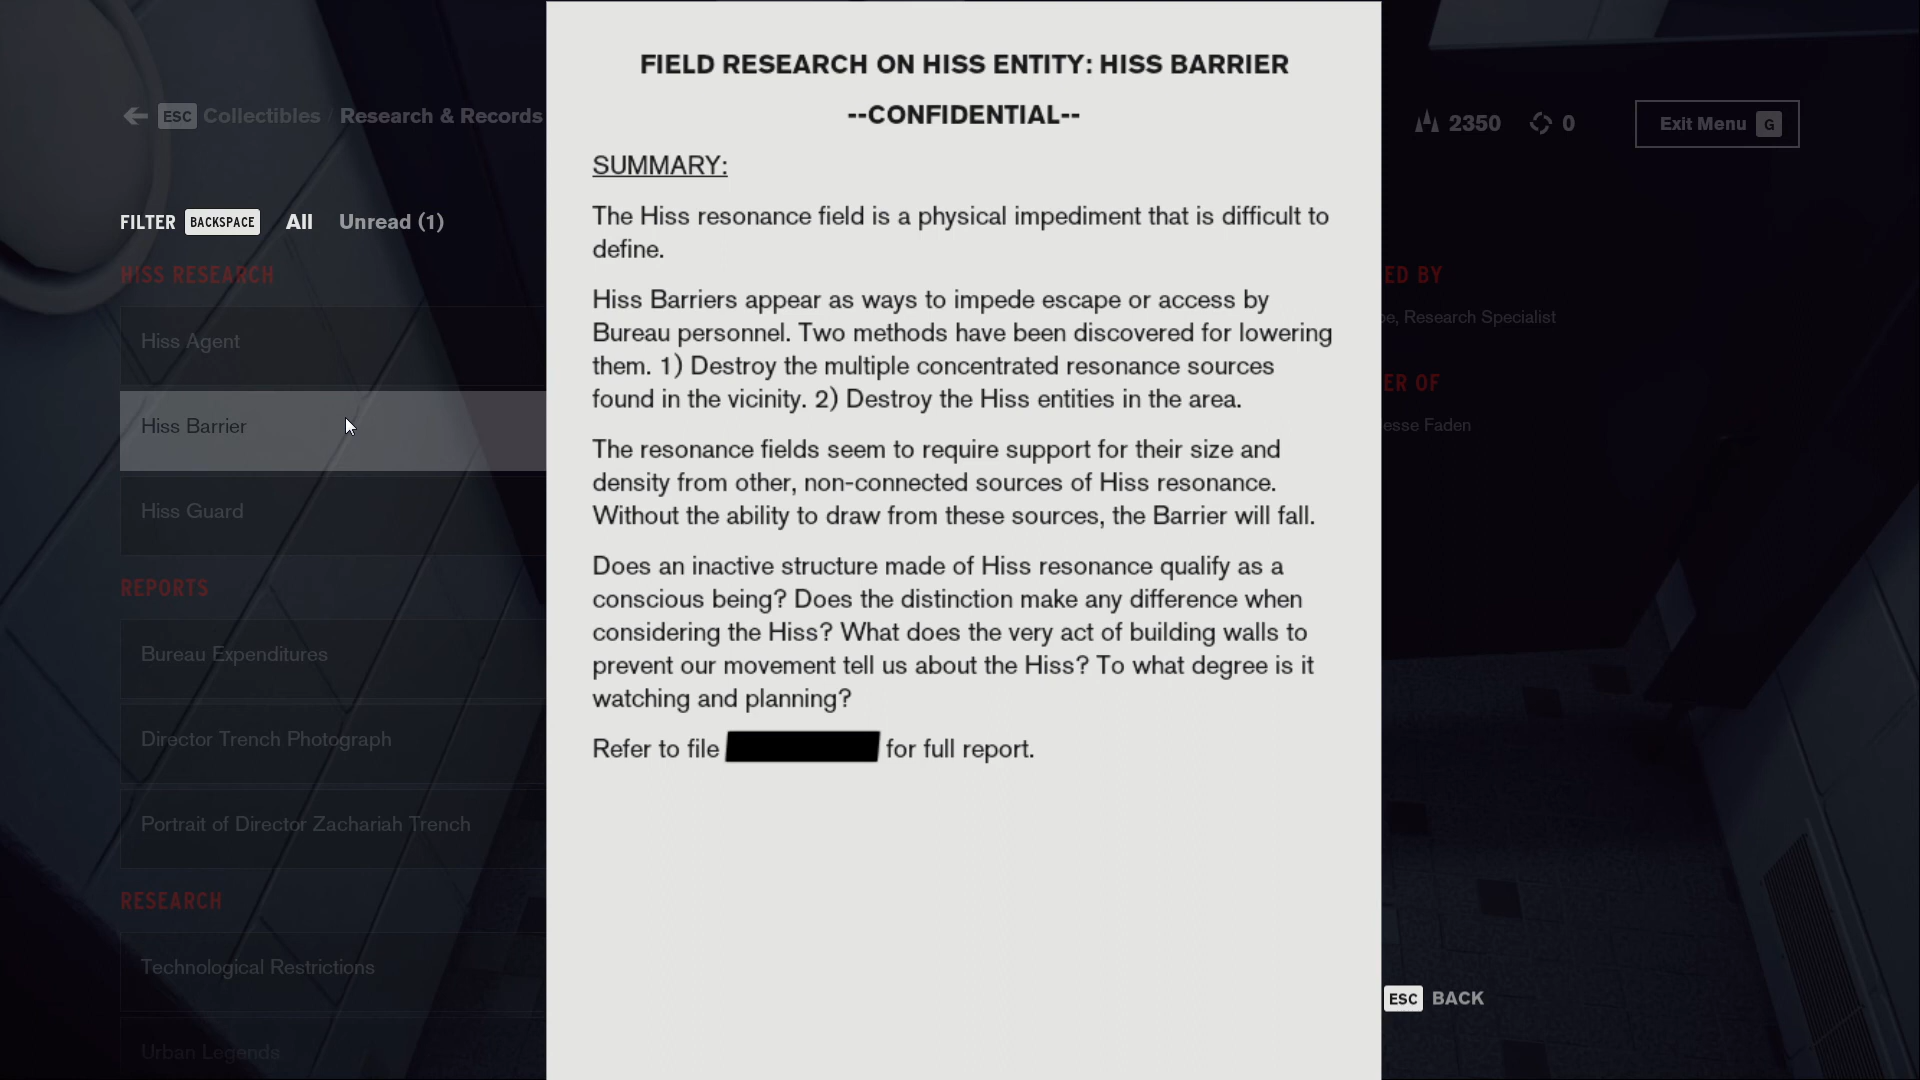 FIELD RESEARCH ON HISS ENTITY: HISS BARRIER
--CONFIDENTIAL--
SUMMARY:
The Hiss resonance field is a physical impediment that is difficult to
define.
Hiss Barriers appear as ways to impede escape or access by
Bureau personnel. Two methods have been discovered for lowering
them. 1) Destroy the multiple concentrated resonance sources
found in the vicinity. 2) Destroy the Hiss entities in the area.
The resonance fields seem to require support for their size and
density from other, non-connected sources of Hiss resonance.
Without the ability to draw from these sources, the Barrier will fall.
Does an inactive structure made of Hiss resonance qualify as a
conscious being? Does the distinction make any difference when
considering the Hiss? What does the very act of building walls to
prevent our movement tell us about the Hiss? To what degree is it
watching and planning?
Refer to file for full report.
ESC Collectibles / Research & Records
FILTER BACKSPACE All Unread (1)
HISS RESEARCH
Hiss Agent
Hiss Barrier
Hiss Guard
REPORTS
Bureau Expenditures
Director Trench Photograph
Portrait of Director Zachariah Trench
RESEARCH
Technological Restrictions
Urban Legends
2350 0
Exit Menu G
ED BY
, Research Specialist
ER OF
esse Faden
ESC BACK